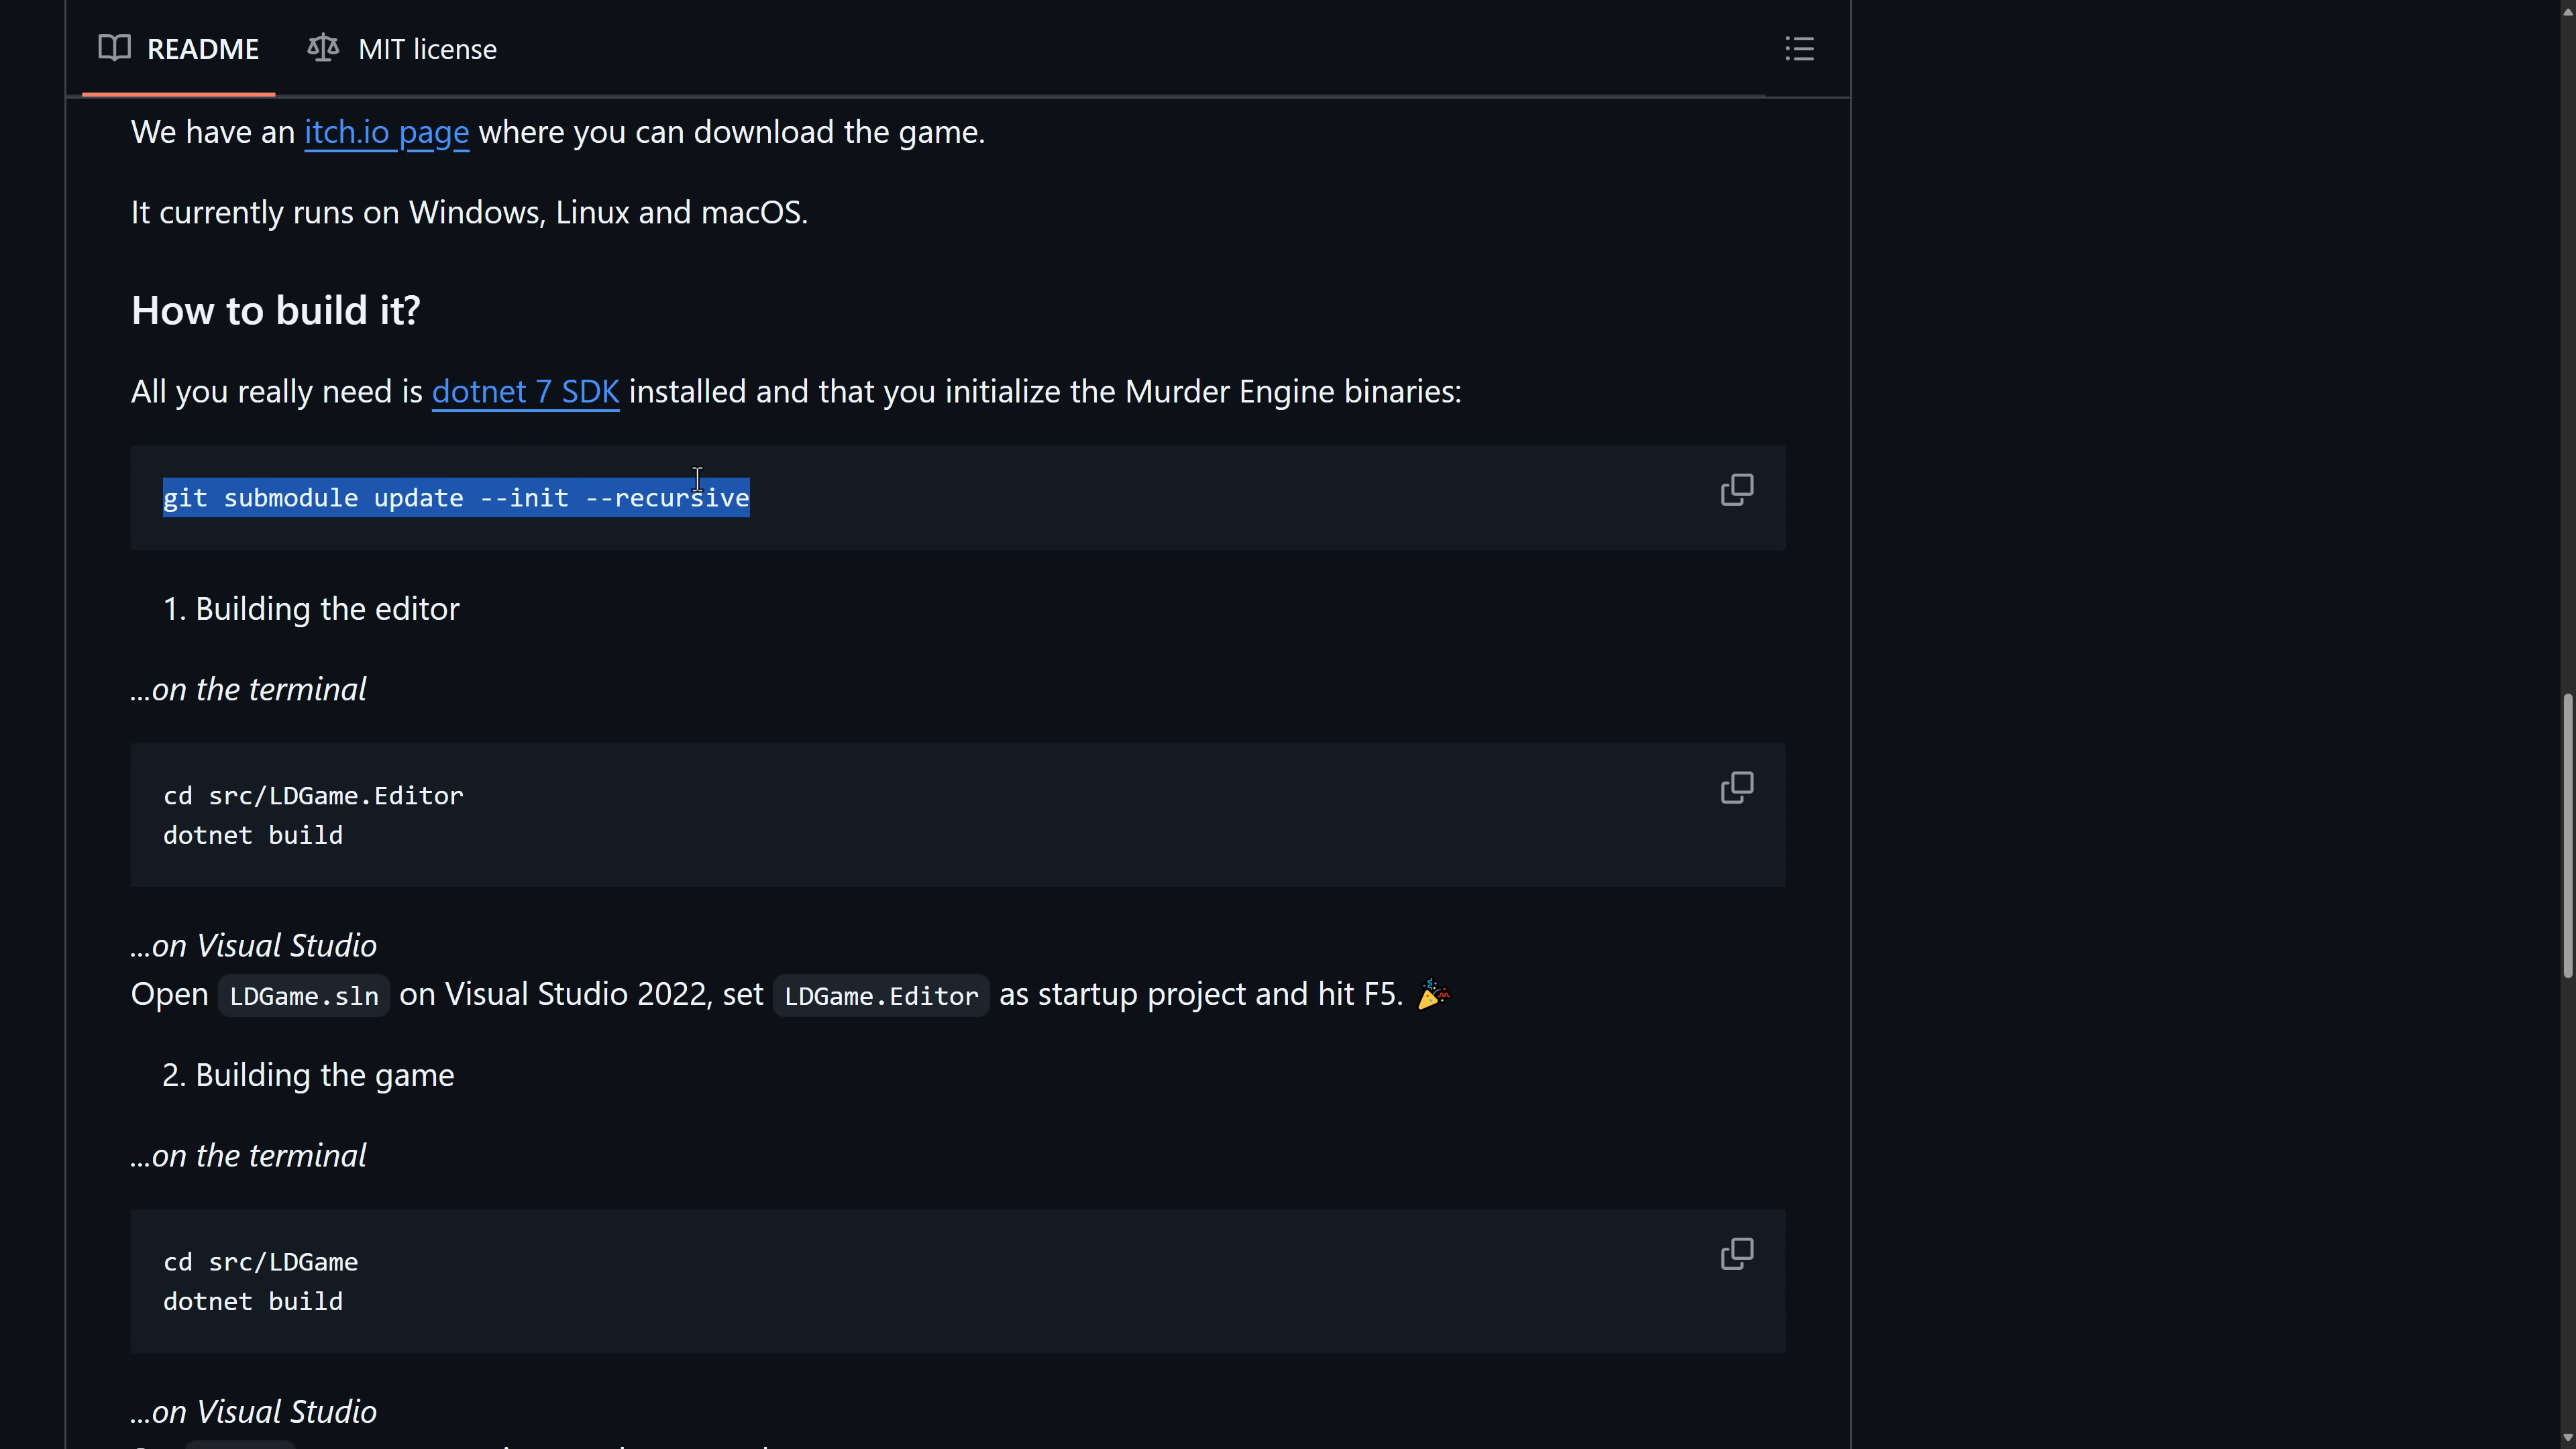 README
MIT license
We have an itch.io page where you can download the game.
It currently runs on Windows, Linux and macOS.
How to build it?
All you really need is dotnet 7 SDK installed and that you initialize the Murder Engine binaries:
git submodule update --init --recursive
1. Building the editor
...on the terminal
cd src/LDGame.Editor
dotnet build
...on Visual Studio
Open LDGame.sln on Visual Studio 2022, set LDGame.Editor as startup project and hit F5. 🎉
2. Building the game
...on the terminal
cd src/LDGame
dotnet build
...on Visual Studio